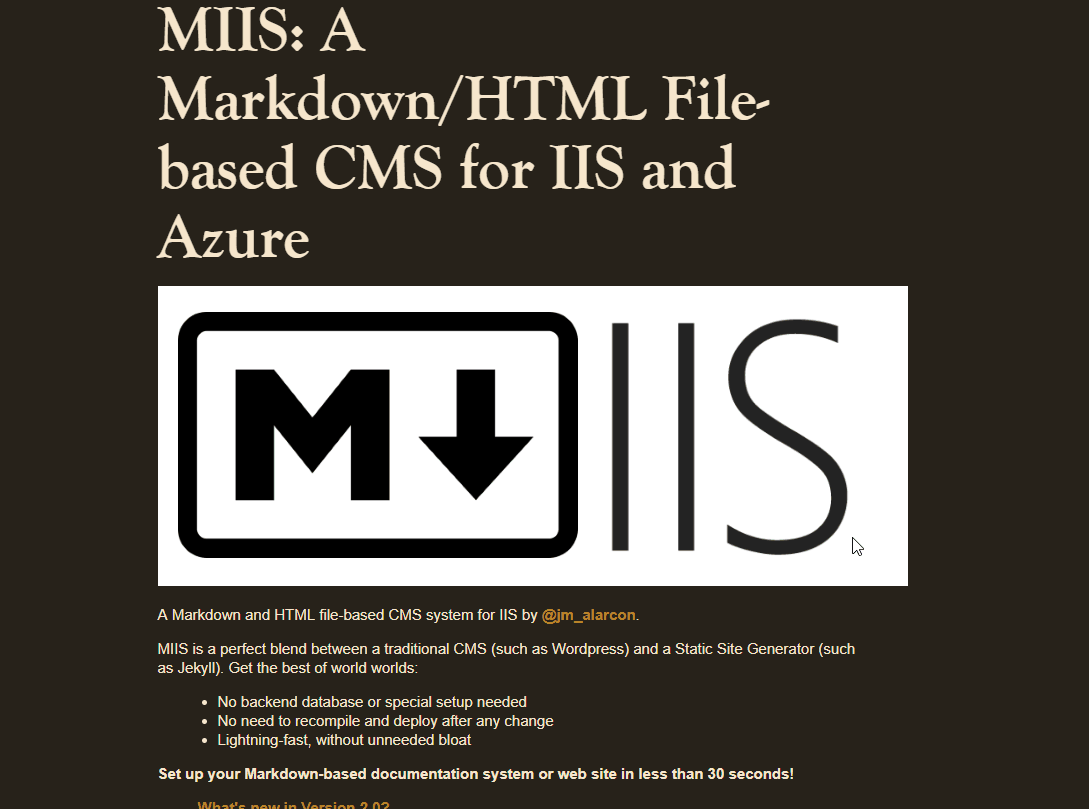 MIIS: A
Markdown/HTML File-
based CMS for IIS and
Azure
M IIS
A Markdown and HTML file-based CMS system for IIS by @jm_alarcon.
MIIS is a perfect blend between a traditional CMS (such as Wordpress) and a Static Site Generator (such
as Jekyll). Get the best of world worlds:
• No backend database or special setup needed
• No need to recompile and deploy after any change
• Lightning-fast, without unneeded bloat
Set up your Markdown-based documentation system or web site in less than 30 seconds!
What's new in Version 2.0?